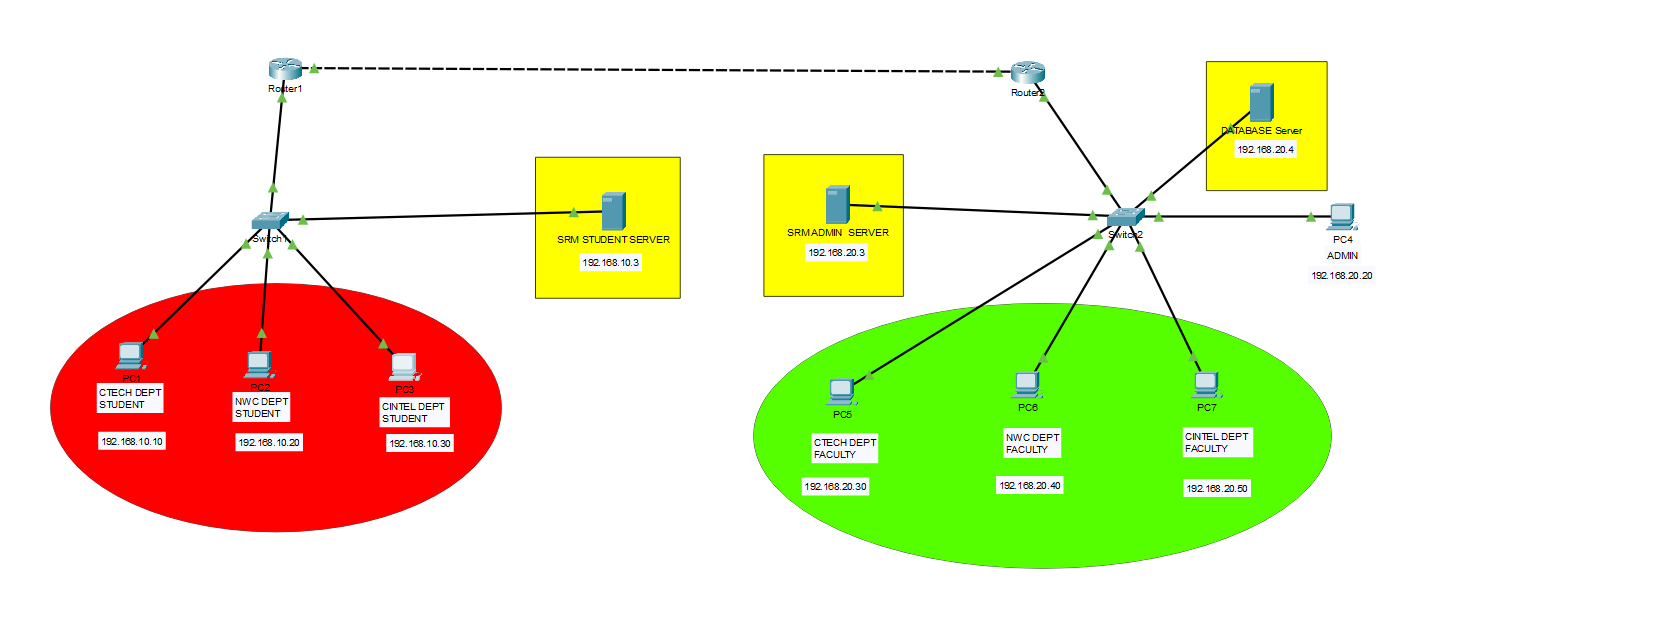 Router1
Router2
DATABASE Server
192.168.20.4
Switch1
SRM STUDENT SERVER
192.168.10.3
SRM ADMIN SERVER
192.168.20.3
Switch2
PC4
ADMIN
192.168.20.20
PC1
CTECH DEPT
STUDENT
192.168.10.10
PC2
NWC DEPT
STUDENT
192.168.10.20
PC3
CINTEL DEPT
STUDENT
192.168.10.30
PC5
CTECH DEPT
FACULTY
192.168.20.30
PC6
NWC DEPT
FACULTY
192.168.20.40
PC7
CINTEL DEPT
FACULTY
192.168.20.50